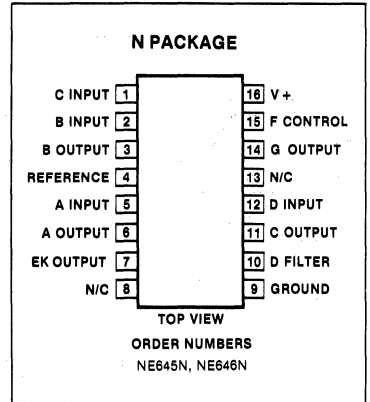 N PACKAGE
C INPUT 1 16 V+
B INPUT 2 15 F CONTROL
B OUTPUT 3 14 G OUTPUT
REFERENCE 4 13 N/C
A INPUT 5 12 D INPUT
A OUTPUT 6 11 C OUTPUT
EK OUTPUT 7 10 D FILTER
N/C 8 9 GROUND
TOP VIEW
ORDER NUMBERS
NE645N, NE646N